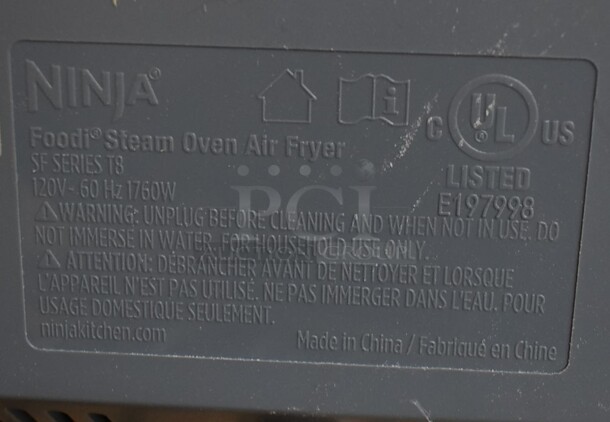 NINJA®
Foodi® Steam Oven Air Fryer
SF SERIES T8
120V~ 60 Hz 1760W
C UL ® US
LISTED
E197998
⚠WARNING: UNPLUG BEFORE CLEANING AND WHEN NOT IN USE. DO
NOT IMMERSE IN WATER. FOR HOUSEHOLD USE ONLY.
⚠ ATTENTION: DÉBRANCHER AVANT DE NETTOYER ET LORSQUE
L'APPAREIL N'EST PAS UTILISÉ. NE PAS IMMERGER DANS L'EAU. POUR
USAGE DOMESTIQUE SEULEMENT.
ninjakitchen.com
Made in China / Fabriqué en Chine
PCI